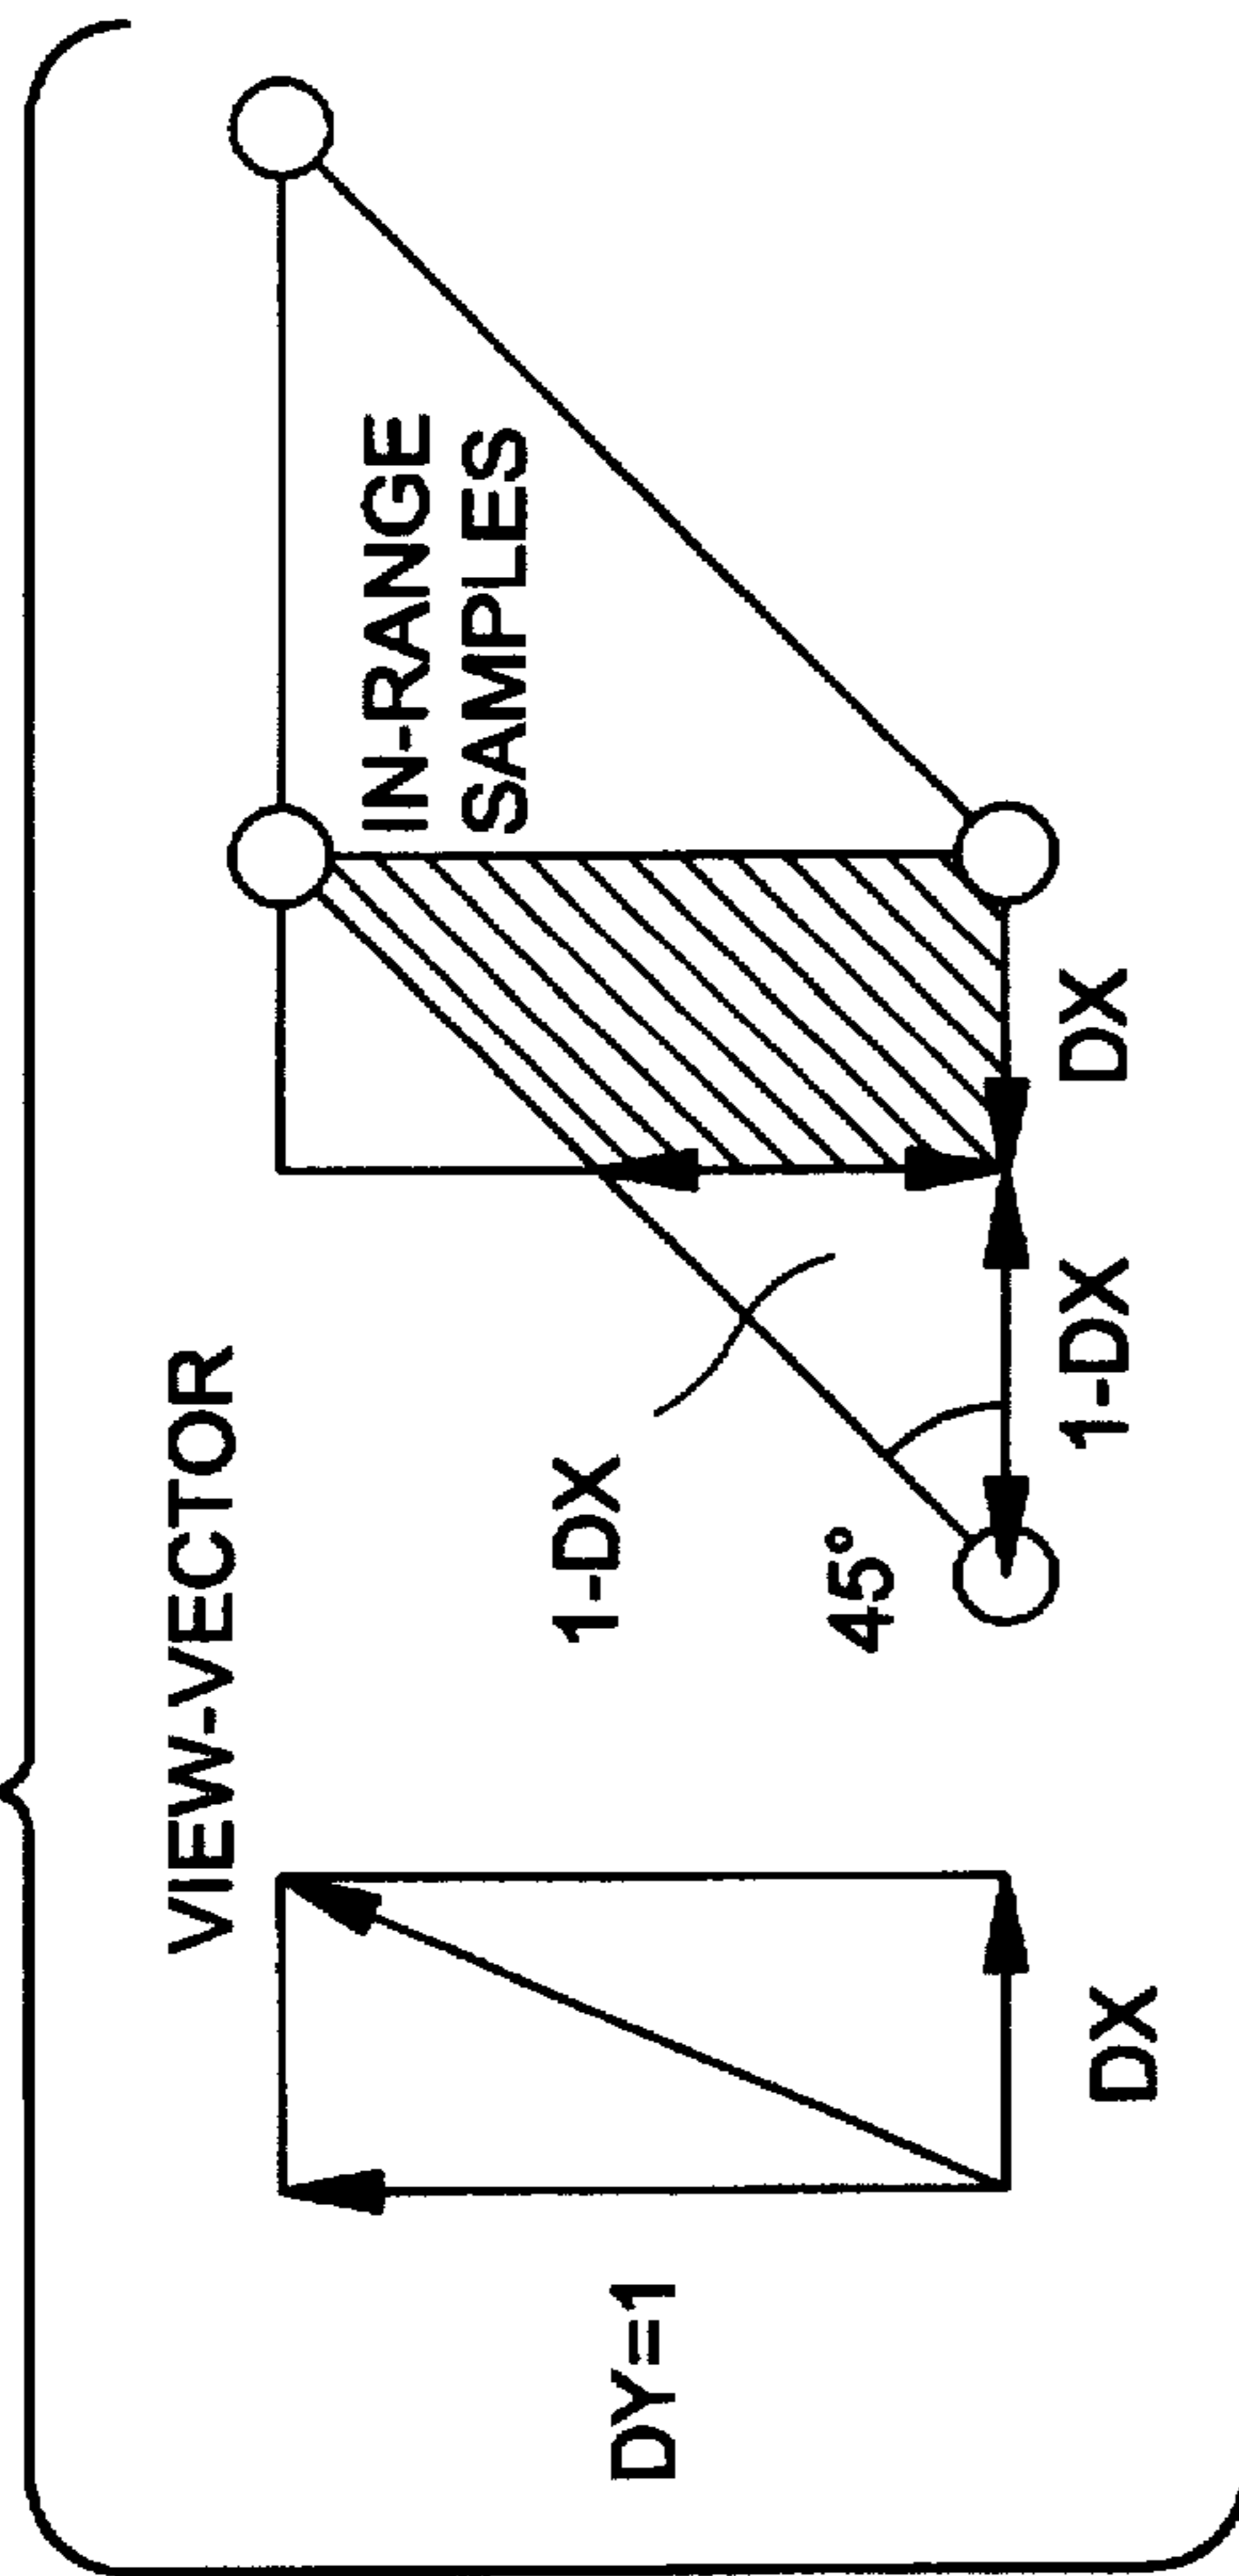 VIEW-VECTOR
DY=1
DX
IN-RANGE
SAMPLES
1-DX
45°
1-DX
DX